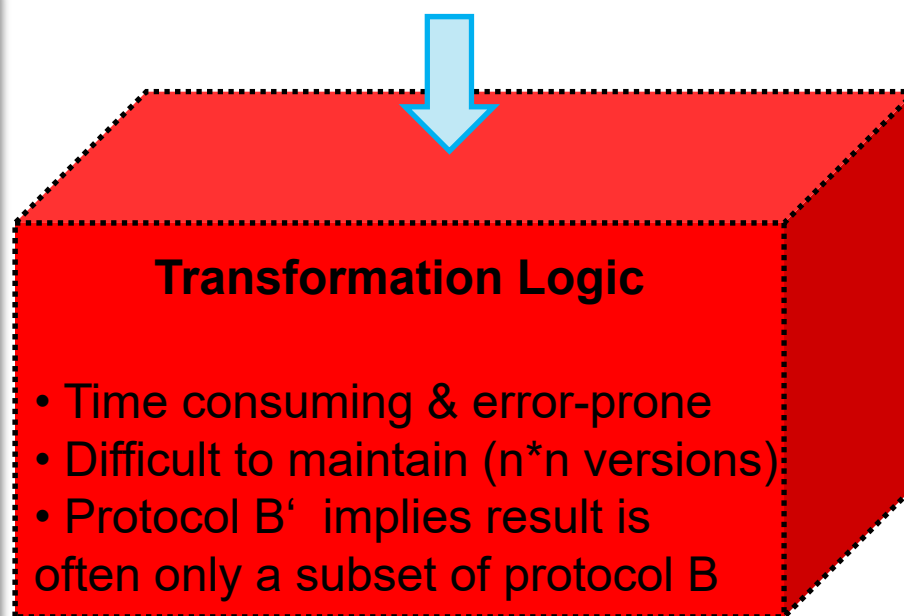 Transformation Logic
• Time consuming & error-prone
• Difficult to maintain (n*n versions)
• Protocol B‘  implies result is
often only a subset of protocol B